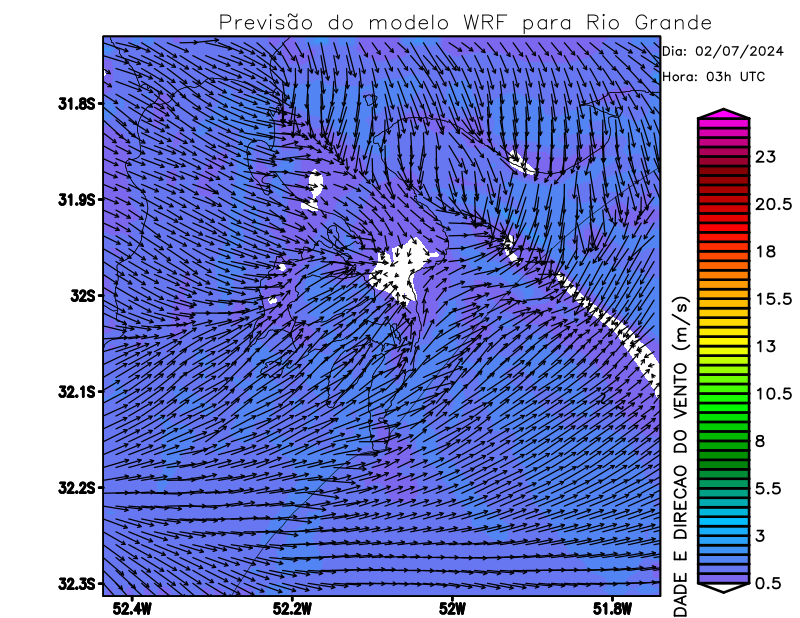 Previsão do modelo WRF para Rio Grande
Dia: 02/07/2024
Hora: 03h UTC
31.8S
31.9S
32S
32.1S
32.2S
32.3S
52.4W
52.2W
52W
51.8W
23
20.5
18
15.5
13
10.5
8
5.5
3
0.5
DADE E DIRECAO DO VENTO (m/s)